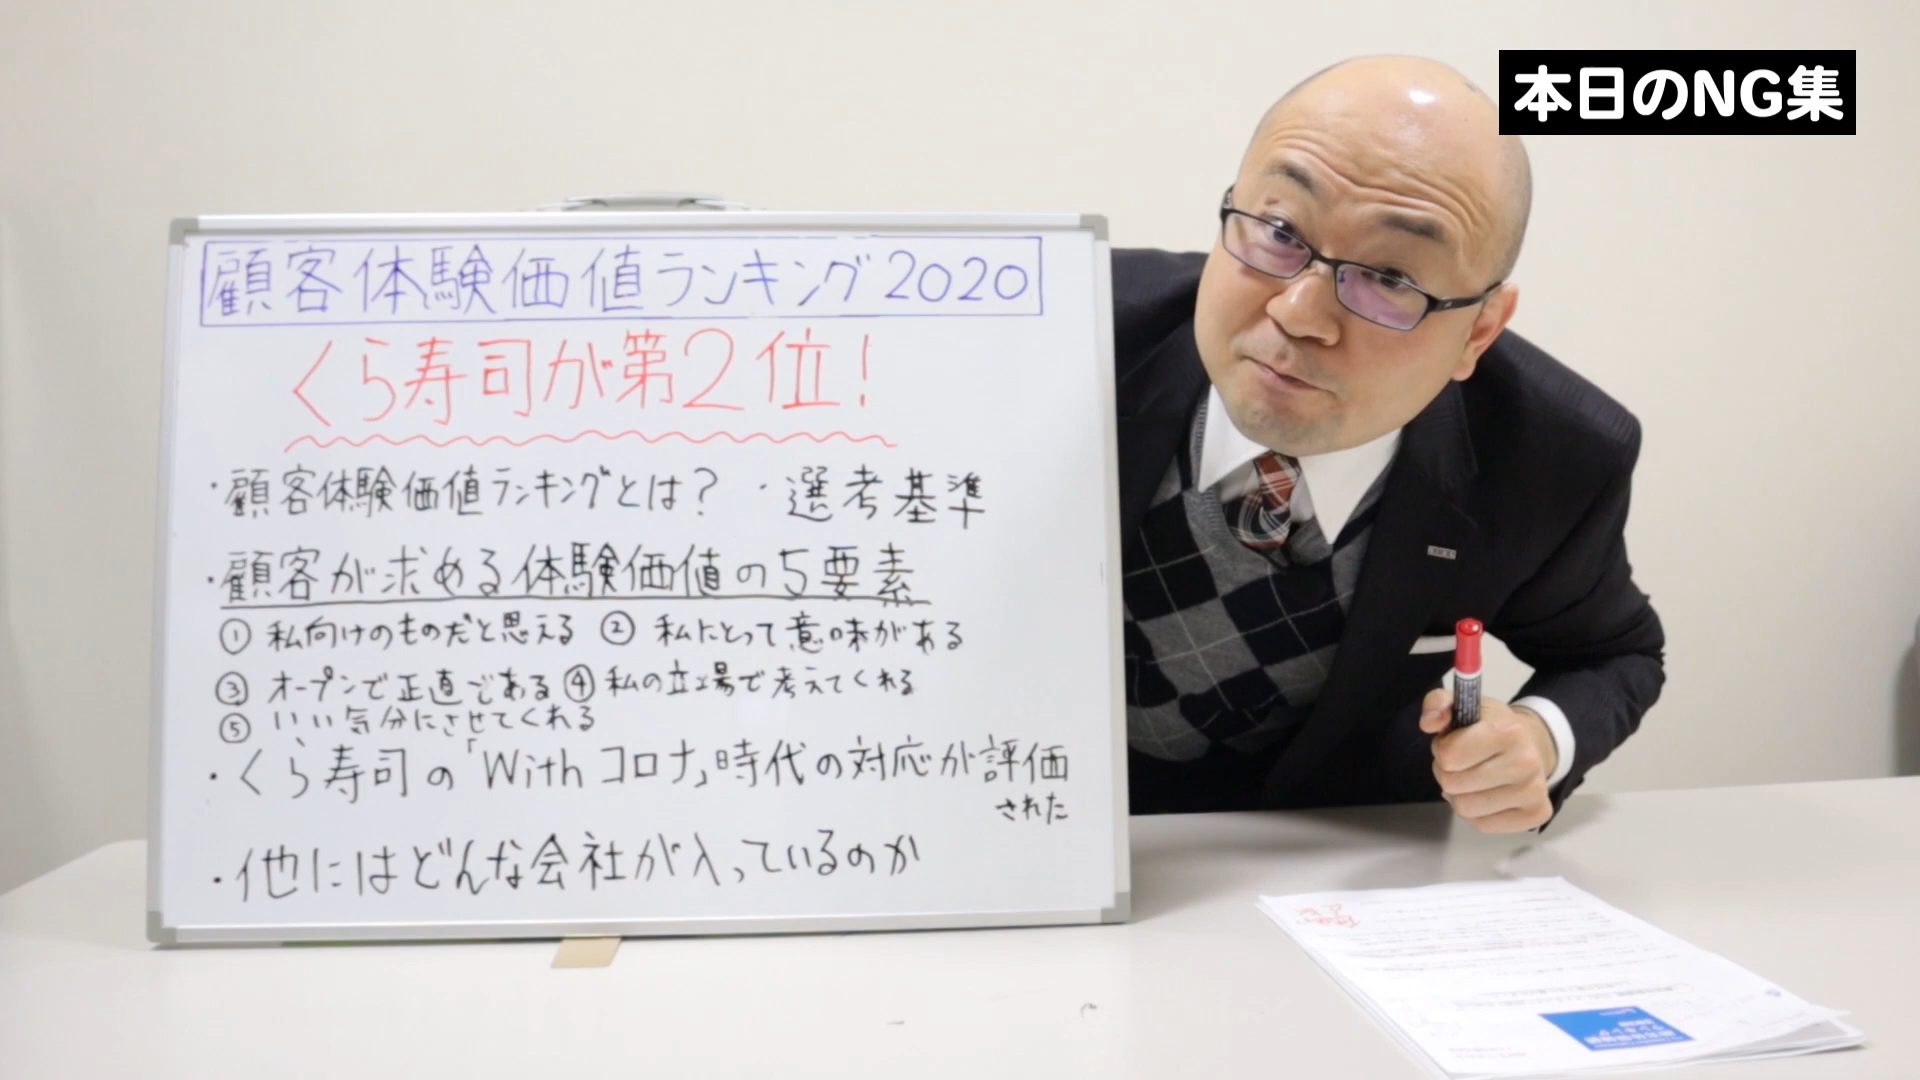 本日のNG集
顧客体験価値ランキング2020
くら寿司が第2位!
・顧客体験価値ランキングとは? ・選考基準
・顧客が求める体験価値の5要素
① 私向けのものだと思える ② 私にとって意味がある
③ オープンで正直である ④ 私の立場で考えてくれる
⑤ いい気分にさせてくれる
・くら寿司の「Withコロナ」時代の対応が評価
された
・他にはどんな会社が入っているのか